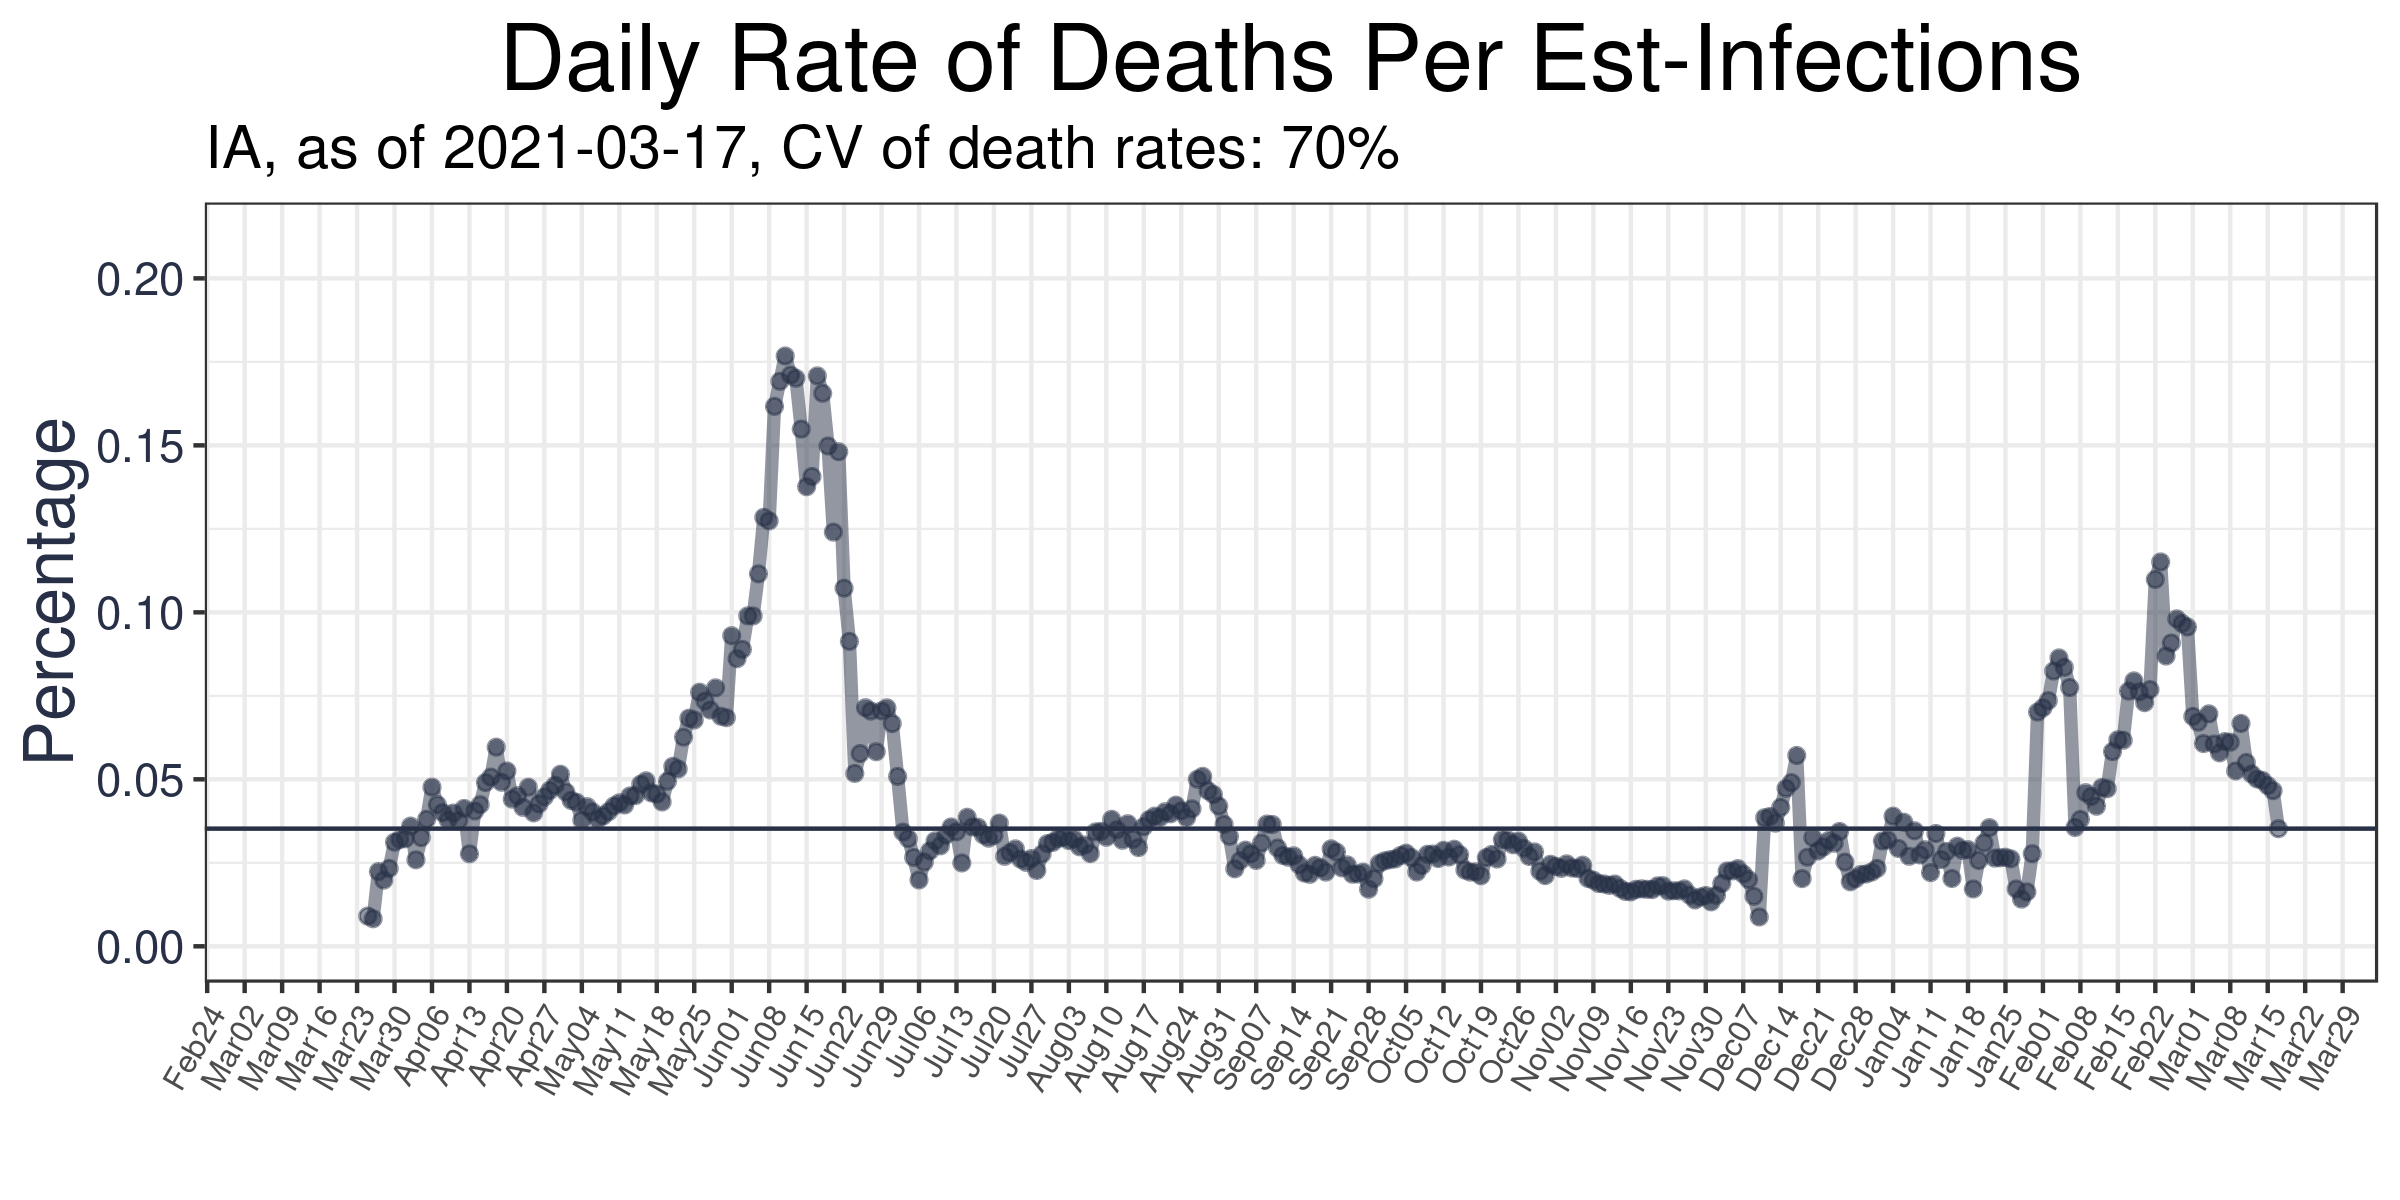 Daily Rate of Deaths Per Est-Infections
IA, as of 2021-03-17, CV of death rates: 70%
Percentage
0.20
0.15
0.10
0.05
0.00
Feb24
Mar02
Mar09
Mar16
Mar23
Mar30
Apr06
Apr13
Apr20
Apr27
May04
May11
May18
May25
Jun01
Jun08
Jun15
Jun22
Jun29
Jul06
Jul13
Jul20
Jul27
Aug03
Aug10
Aug17
Aug24
Aug31
Sep07
Sep14
Sep21
Sep28
Oct05
Oct12
Oct19
Oct26
Nov02
Nov09
Nov16
Nov23
Nov30
Dec07
Dec14
Dec21
Dec28
Jan04
Jan11
Jan18
Jan25
Feb01
Feb08
Feb15
Feb22
Mar01
Mar08
Mar15
Mar22
Mar29